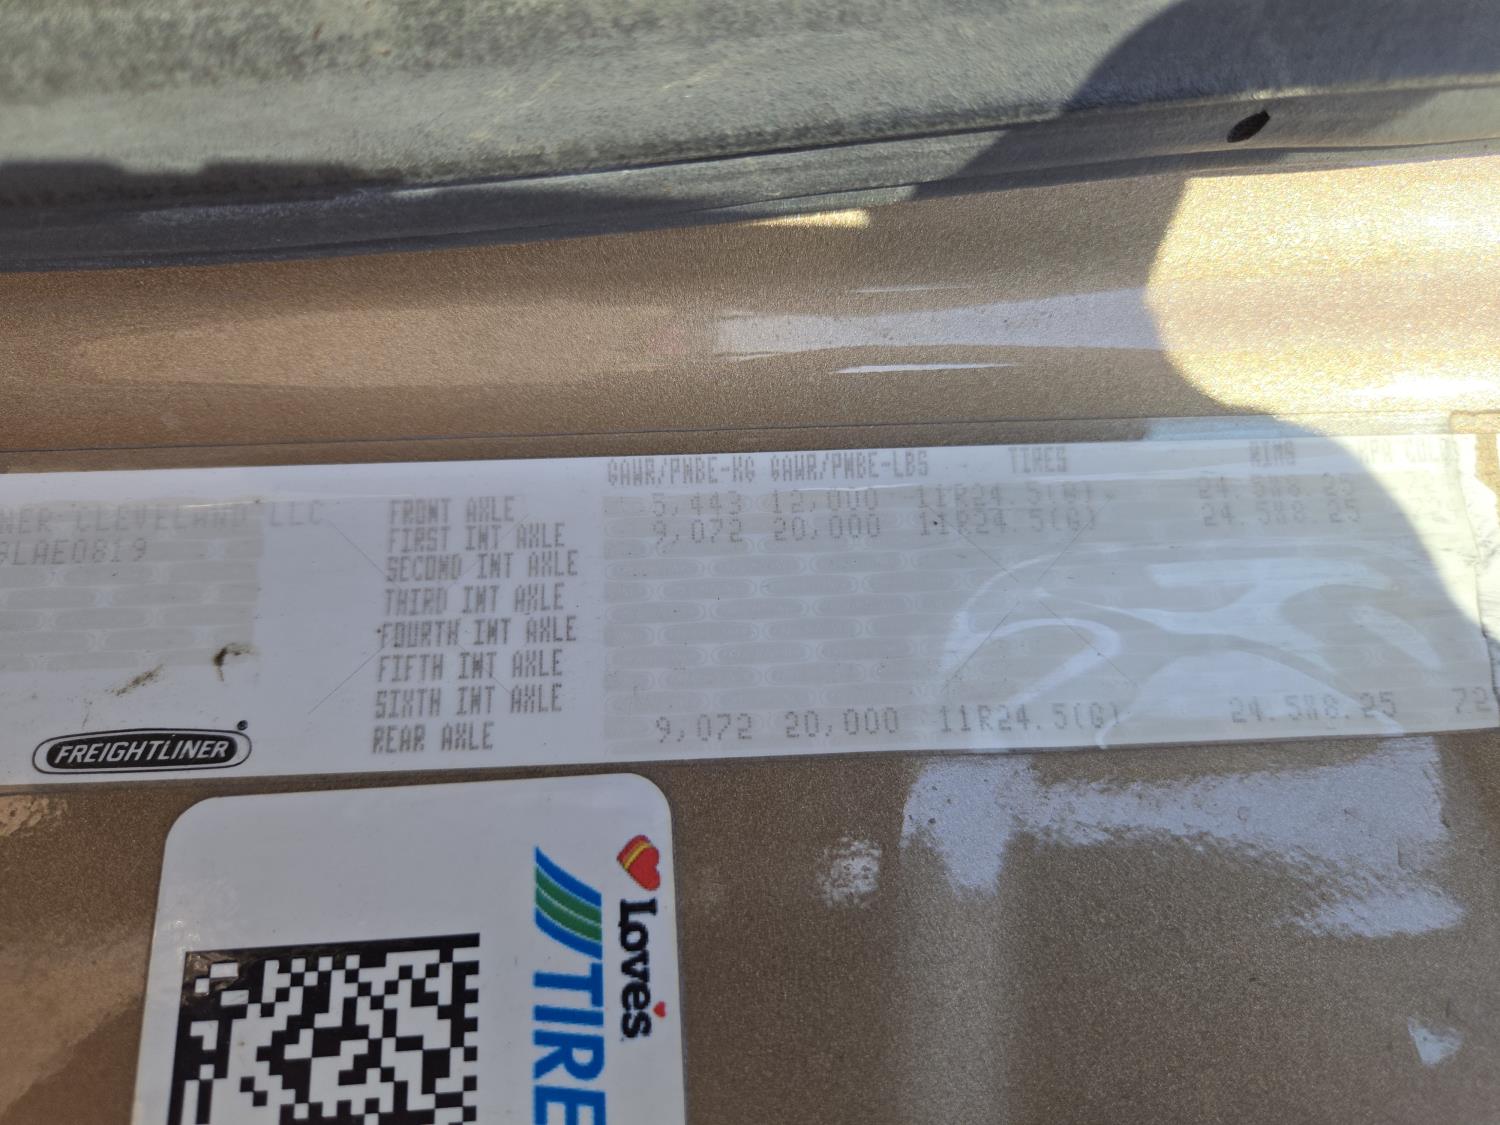 GAWR/PWBE-KG GAWR/PWBE-LBS TIRES RIMS
NER CLEVELAND LLC
LAE0819
FRONT AXLE 5,443 12,000 11R24.5(G) 24.5X8.25
FIRST INT AXLE 9,072 20,000 11R24.5(G) 24.5X8.25
SECOND INT AXLE
THIRD INT AXLE
FOURTH INT AXLE
FIFTH INT AXLE
SIXTH INT AXLE
REAR AXLE 9,072 20,000 11R24.5(G) 24.5X8.25 72
FREIGHTLINER
Love's
TIRE